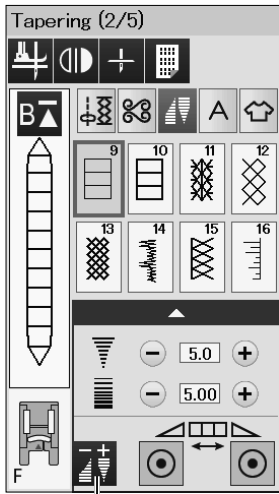 Tapering (2/5)
B
A
9 10 11 12
13 14 15 16
− 5.0 +
− 5.00 +
F
− +